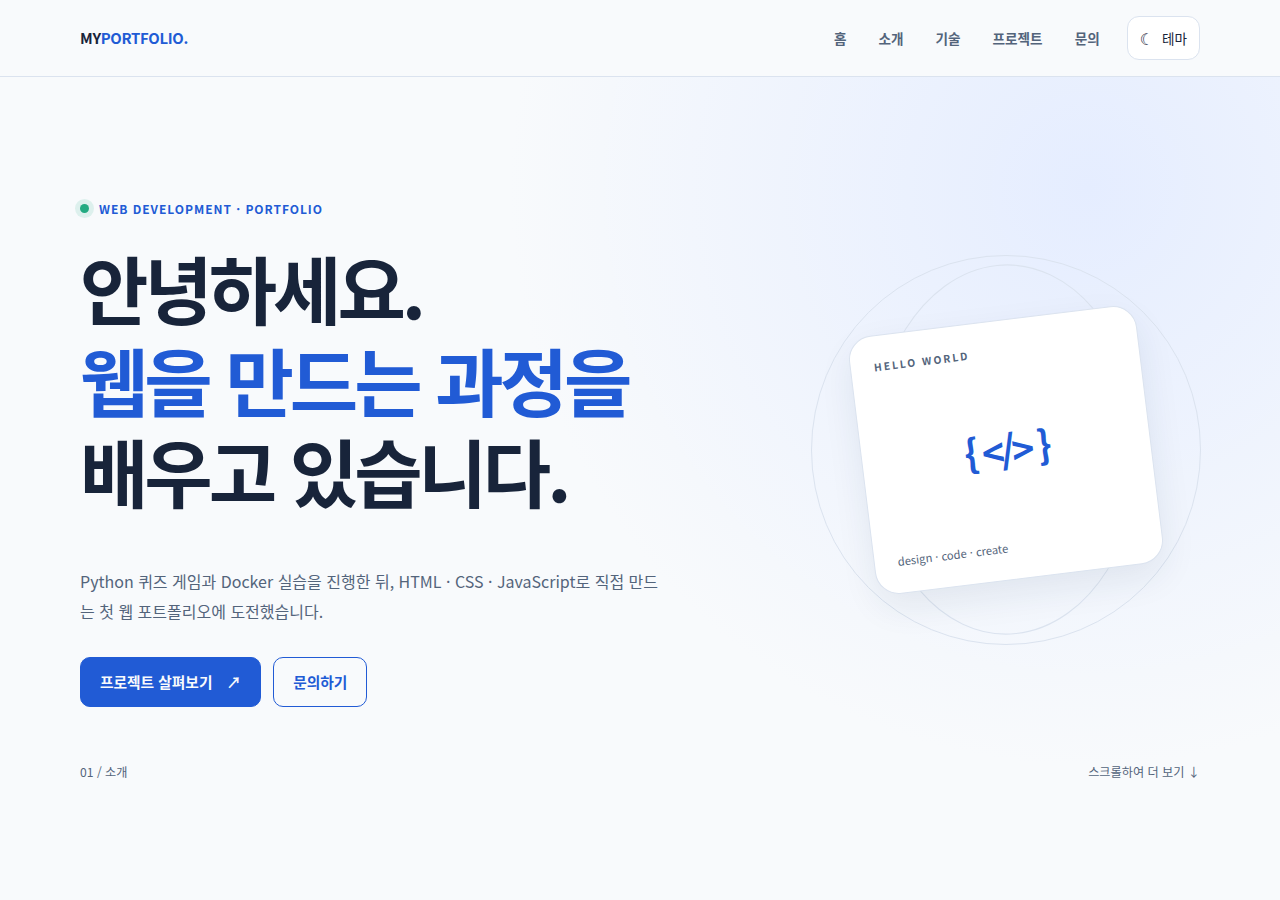 MYPORTFOLIO.
홈 소개 기술 프로젝트 문의 ☾ 테마
WEB DEVELOPMENT · PORTFOLIO
안녕하세요.
웹을 만드는 과정을
배우고 있습니다.
HELLO WORLD
{ </> }
design · code · create
Python 퀴즈 게임과 Docker 실습을 진행한 뒤, HTML · CSS · JavaScript로 직접 만드
는 첫 웹 포트폴리오에 도전했습니다.
프로젝트 살펴보기 ↗ 문의하기
01 / 소개
스크롤하여 더 보기 ↓